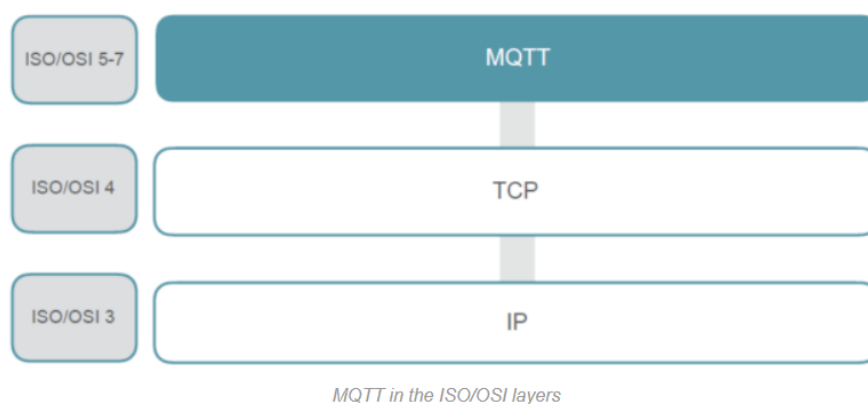 ISO/OSI 5-7
MQTT
ISO/OSI 4
TCP
ISO/OSI 3
IP
MQTT in the ISO/OSI layers